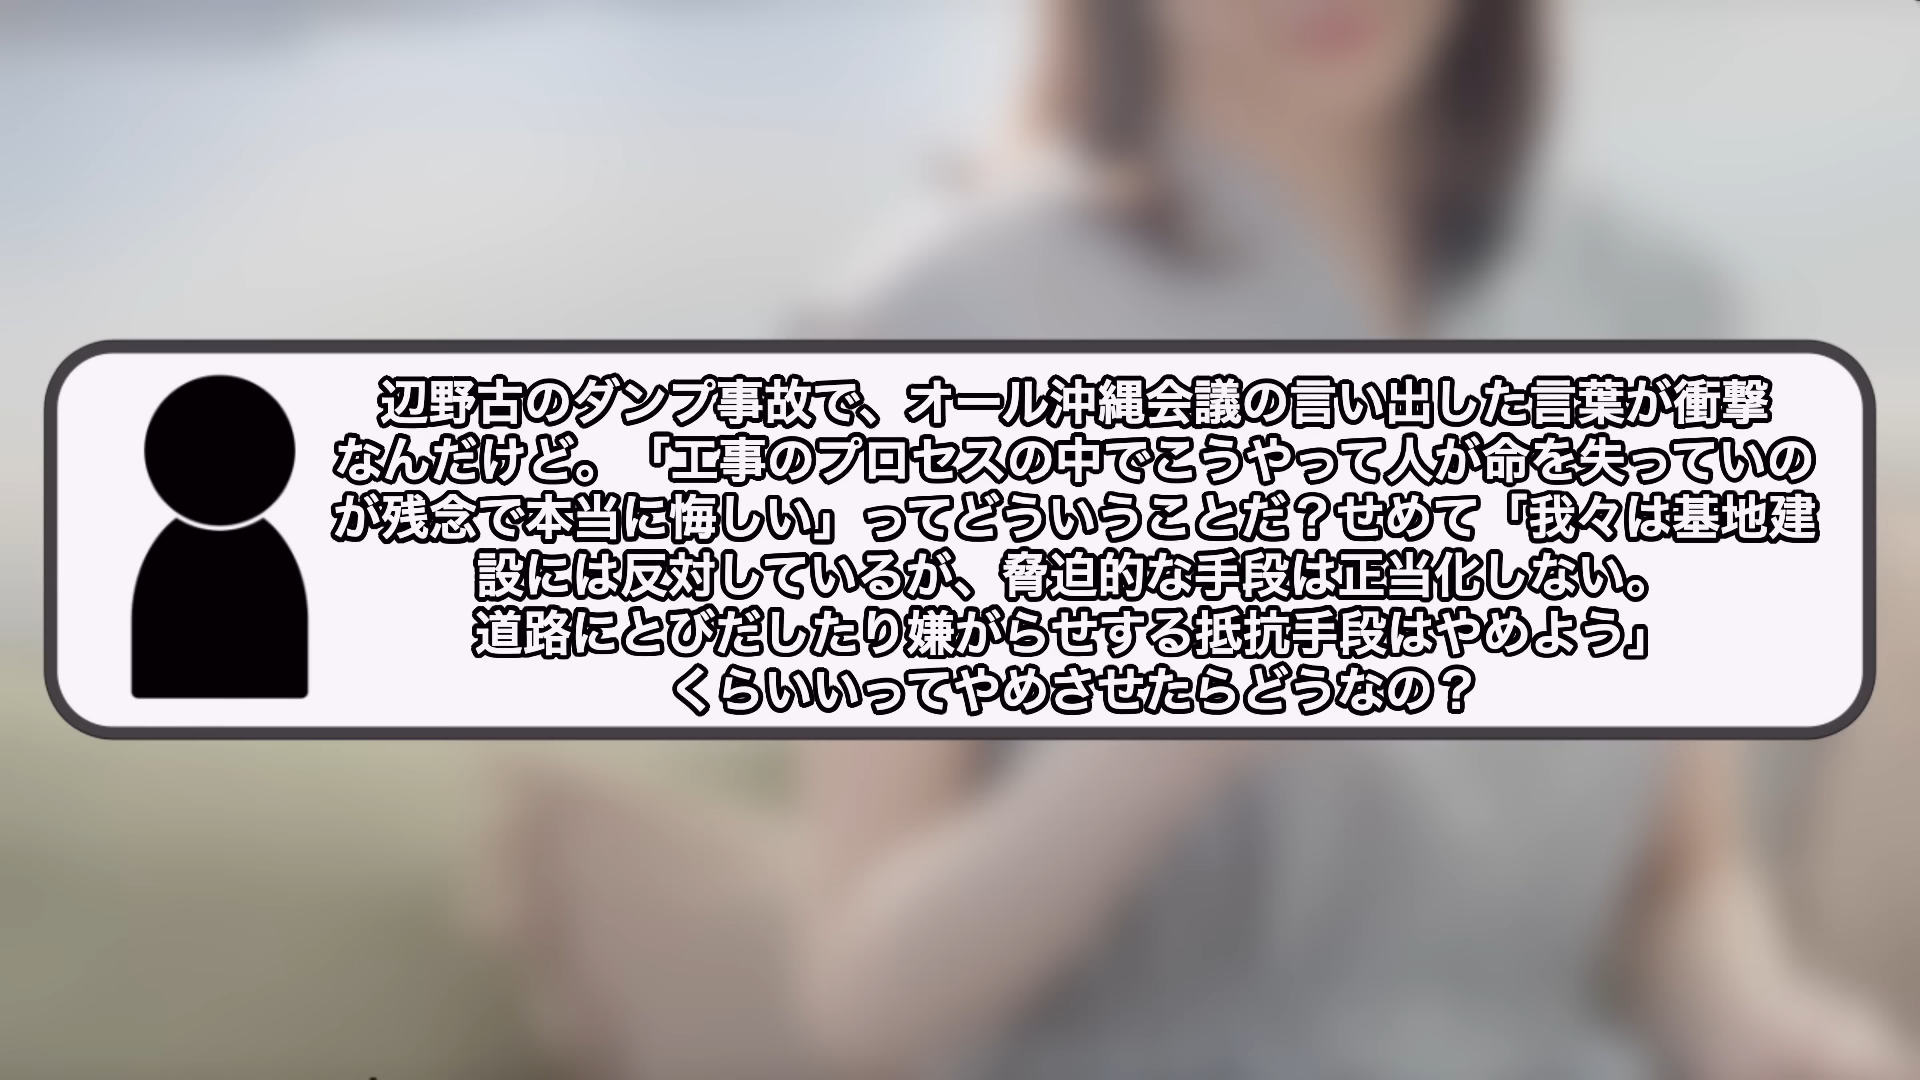 辺野古のダンプ事故で、オール沖縄会議の言い出した言葉が衝撃
なんだけど。「工事のプロセスの中でこうやって人が命を失っていの
が残念で本当に悔しい」ってどういうことだ？せめて「我々は基地建
設には反対しているが、脅迫的な手段は正当化しない。
道路にとびだしたり嫌がらせする抵抗手段はやめよう」
くらいいってやめさせたらどうなの？